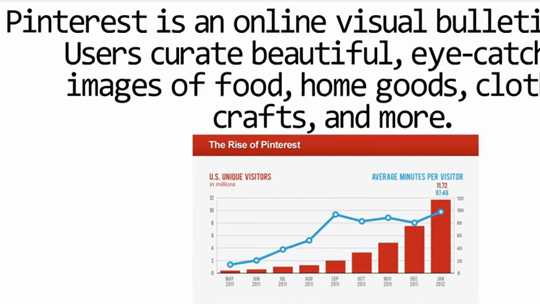 Pinterest is an online visual bulleti
Users curate beautiful, eye-catch
images of food, home goods, clot
crafts, and more.
The Rise of Pinterest
U.S. UNIQUE VISITORS
in millions
AVERAGE MINUTES PER VISITOR
11.72
97.48
12 100
10 100
8 80
6 60
4 40
2 20
0 0
MAY 2011 JUN 2011 JUL 2011 AUG 2011 SEP 2011 OCT 2011 NOV 2011 DEC 2011 JAN 2012